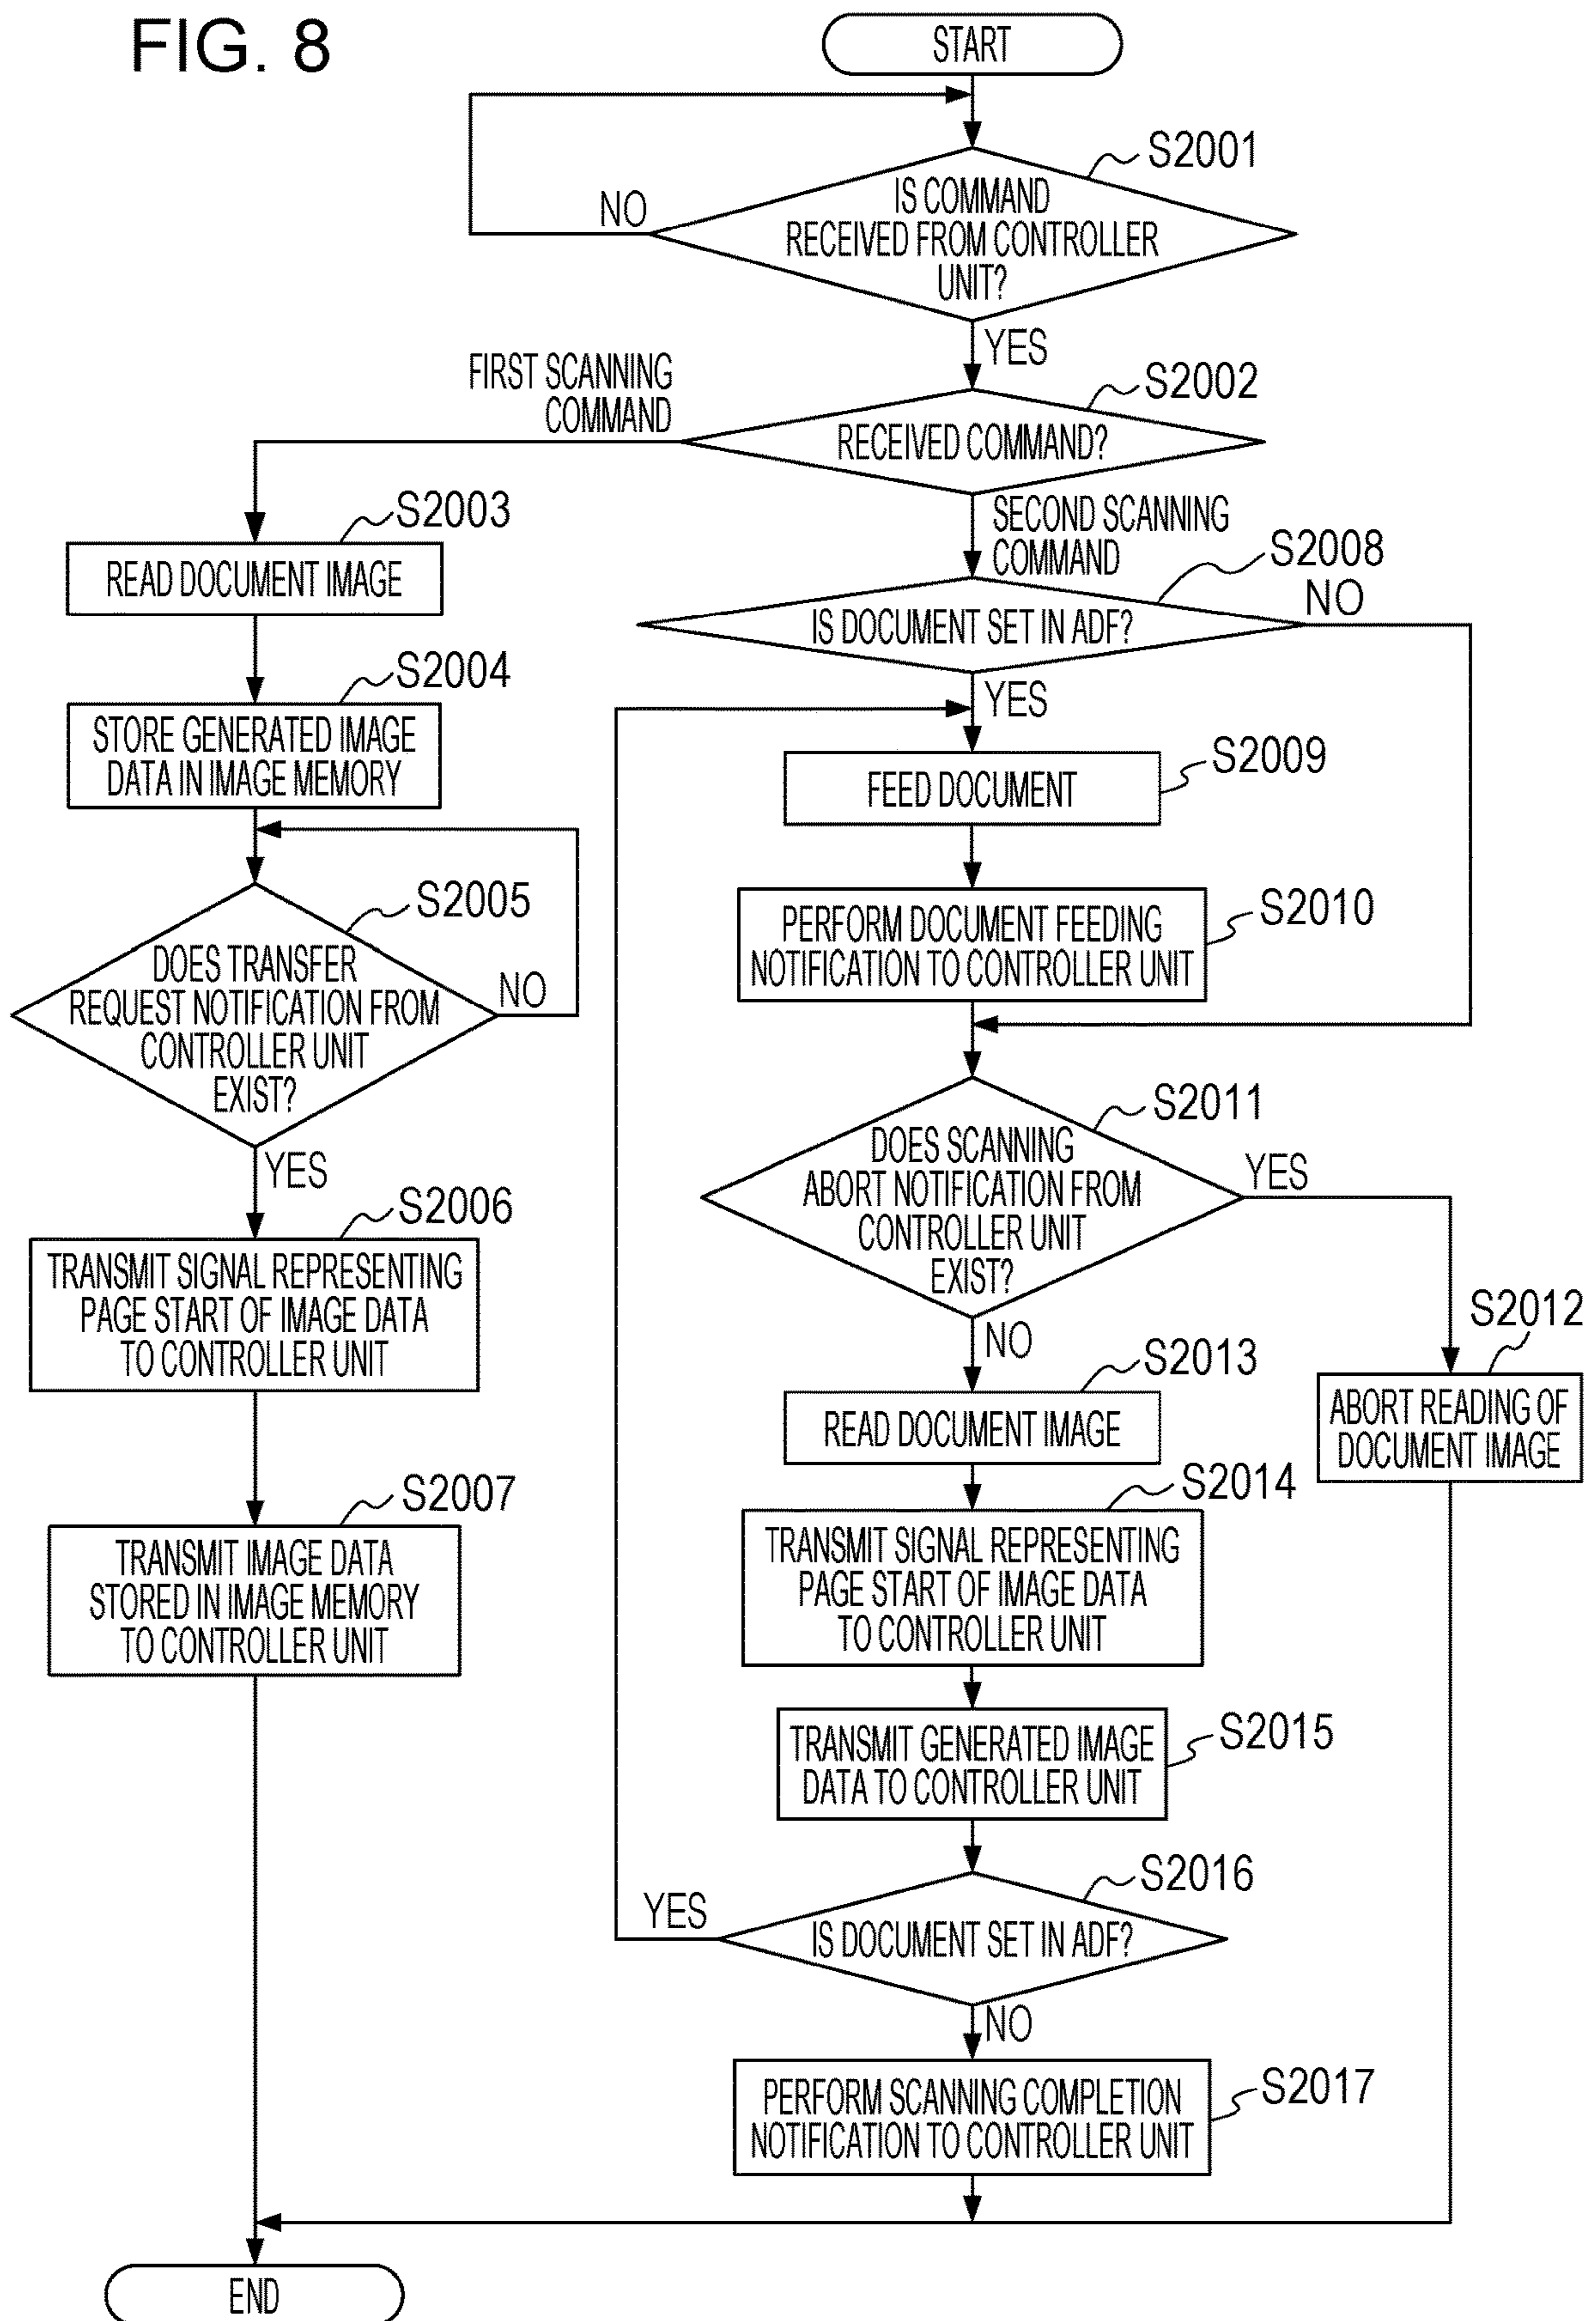 FIG. 8
START
S2001
IS COMMAND
RECEIVED FROM CONTROLLER
UNIT?
NO
YES
FIRST SCANNING
COMMAND
S2002
RECEIVED COMMAND?
SECOND SCANNING
COMMAND
S2003
READ DOCUMENT IMAGE
S2004
STORE GENERATED IMAGE
DATA IN IMAGE MEMORY
S2005
DOES TRANSFER
REQUEST NOTIFICATION FROM
CONTROLLER UNIT
EXIST?
NO
YES
S2006
TRANSMIT SIGNAL REPRESENTING
PAGE START OF IMAGE DATA
TO CONTROLLER UNIT
S2007
TRANSMIT IMAGE DATA
STORED IN IMAGE MEMORY
TO CONTROLLER UNIT
S2008
IS DOCUMENT SET IN ADF?
NO
YES
S2009
FEED DOCUMENT
S2010
PERFORM DOCUMENT FEEDING
NOTIFICATION TO CONTROLLER UNIT
S2011
DOES SCANNING
ABORT NOTIFICATION FROM
CONTROLLER UNIT
EXIST?
YES
NO
S2012
ABORT READING OF
DOCUMENT IMAGE
S2013
READ DOCUMENT IMAGE
S2014
TRANSMIT SIGNAL REPRESENTING
PAGE START OF IMAGE DATA
TO CONTROLLER UNIT
S2015
TRANSMIT GENERATED IMAGE
DATA TO CONTROLLER UNIT
S2016
IS DOCUMENT SET IN ADF?
YES
NO
S2017
PERFORM SCANNING COMPLETION
NOTIFICATION TO CONTROLLER UNIT
END